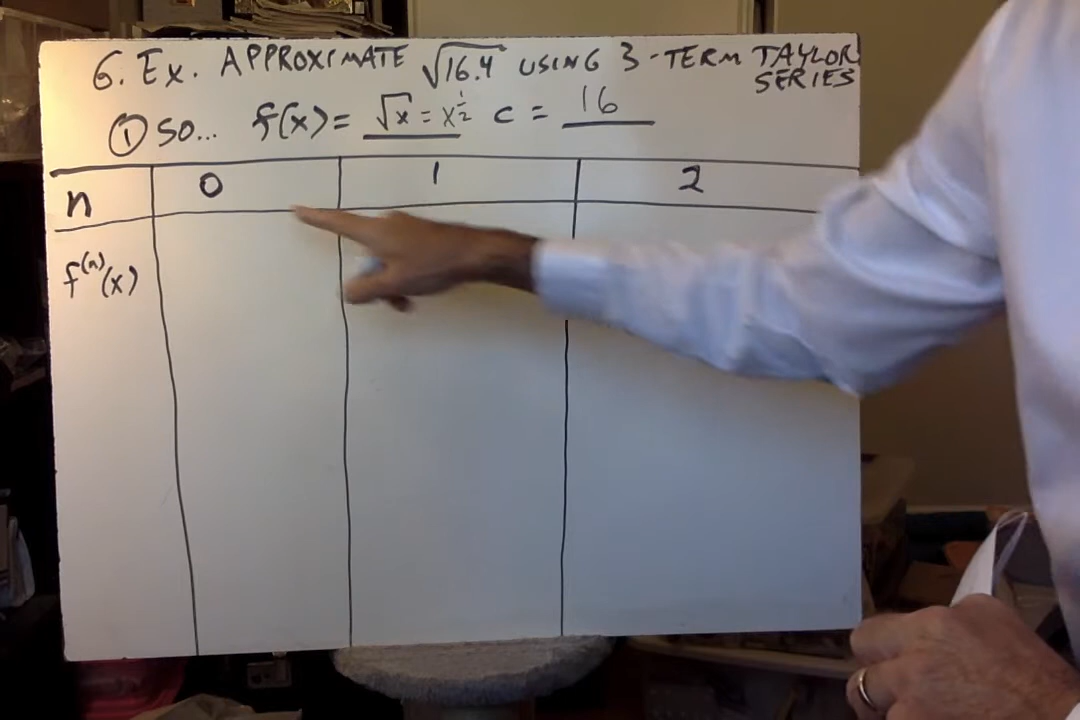 6. Ex. APPROXIMATE √16.4 USING 3-TERM TAYLOR SERIES
① SO... f(x) = √x = x^½ c = 16
n 0 1 2
f^(n)(x)